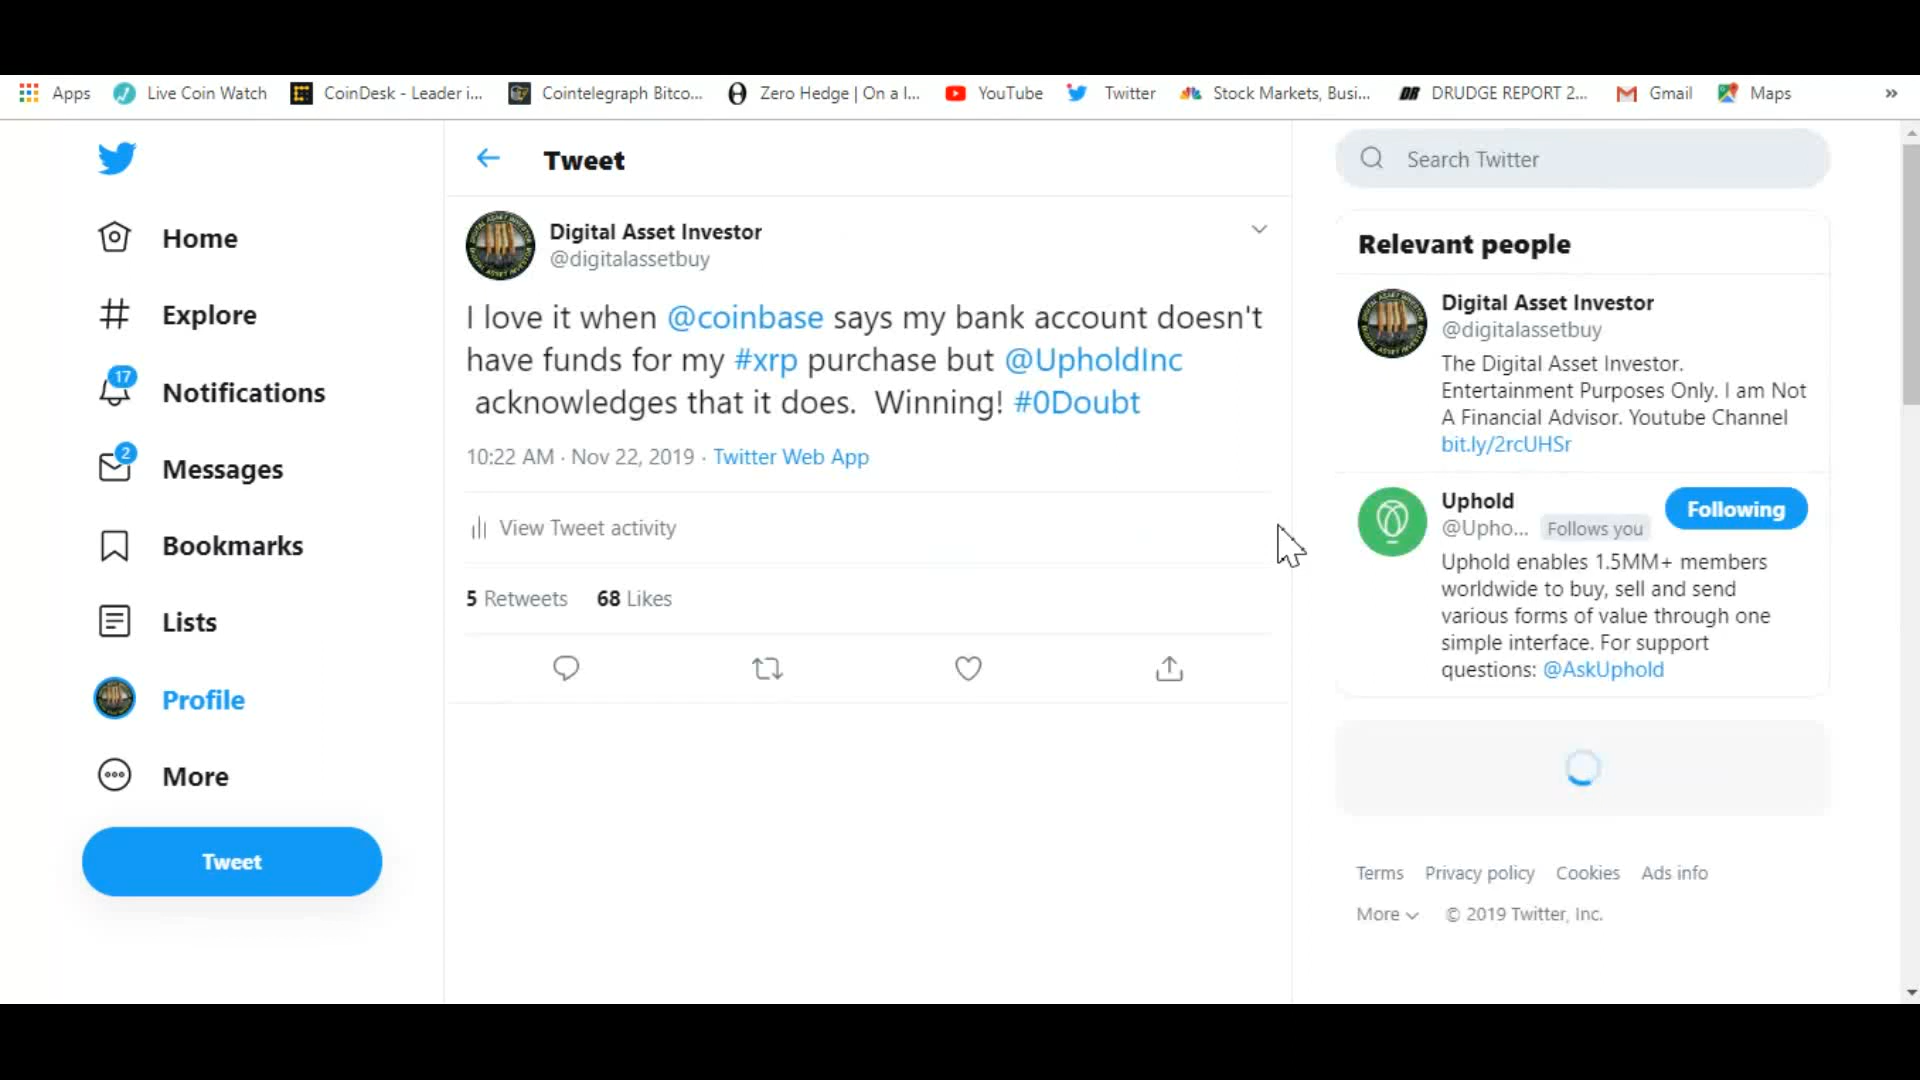 Apps Live Coin Watch CoinDesk - Leader i... Cointelegraph Bitco... Zero Hedge | On a l... YouTube Twitter Stock Markets, Busi... DRUDGE REPORT 2... Gmail Maps »
Home
Explore
17
Notifications
2
Messages
Bookmarks
Lists
Profile
More
Tweet
Tweet
Digital Asset Investor
@digitalassetbuy
I love it when @coinbase says my bank account doesn't
have funds for my #xrp purchase but @UpholdInc
acknowledges that it does. Winning! #0Doubt
10:22 AM · Nov 22, 2019 · Twitter Web App
View Tweet activity
5 Retweets 68 Likes
Search Twitter
Relevant people
Digital Asset Investor
@digitalassetbuy
The Digital Asset Investor.
Entertainment Purposes Only. I am Not
A Financial Advisor. Youtube Channel
bit.ly/2rcUHSr
Uphold
@Upho... Follows you
Following
Uphold enables 1.5MM+ members
worldwide to buy, sell and send
various forms of value through one
simple interface. For support
questions: @AskUphold
Terms Privacy policy Cookies Ads info
More © 2019 Twitter, Inc.